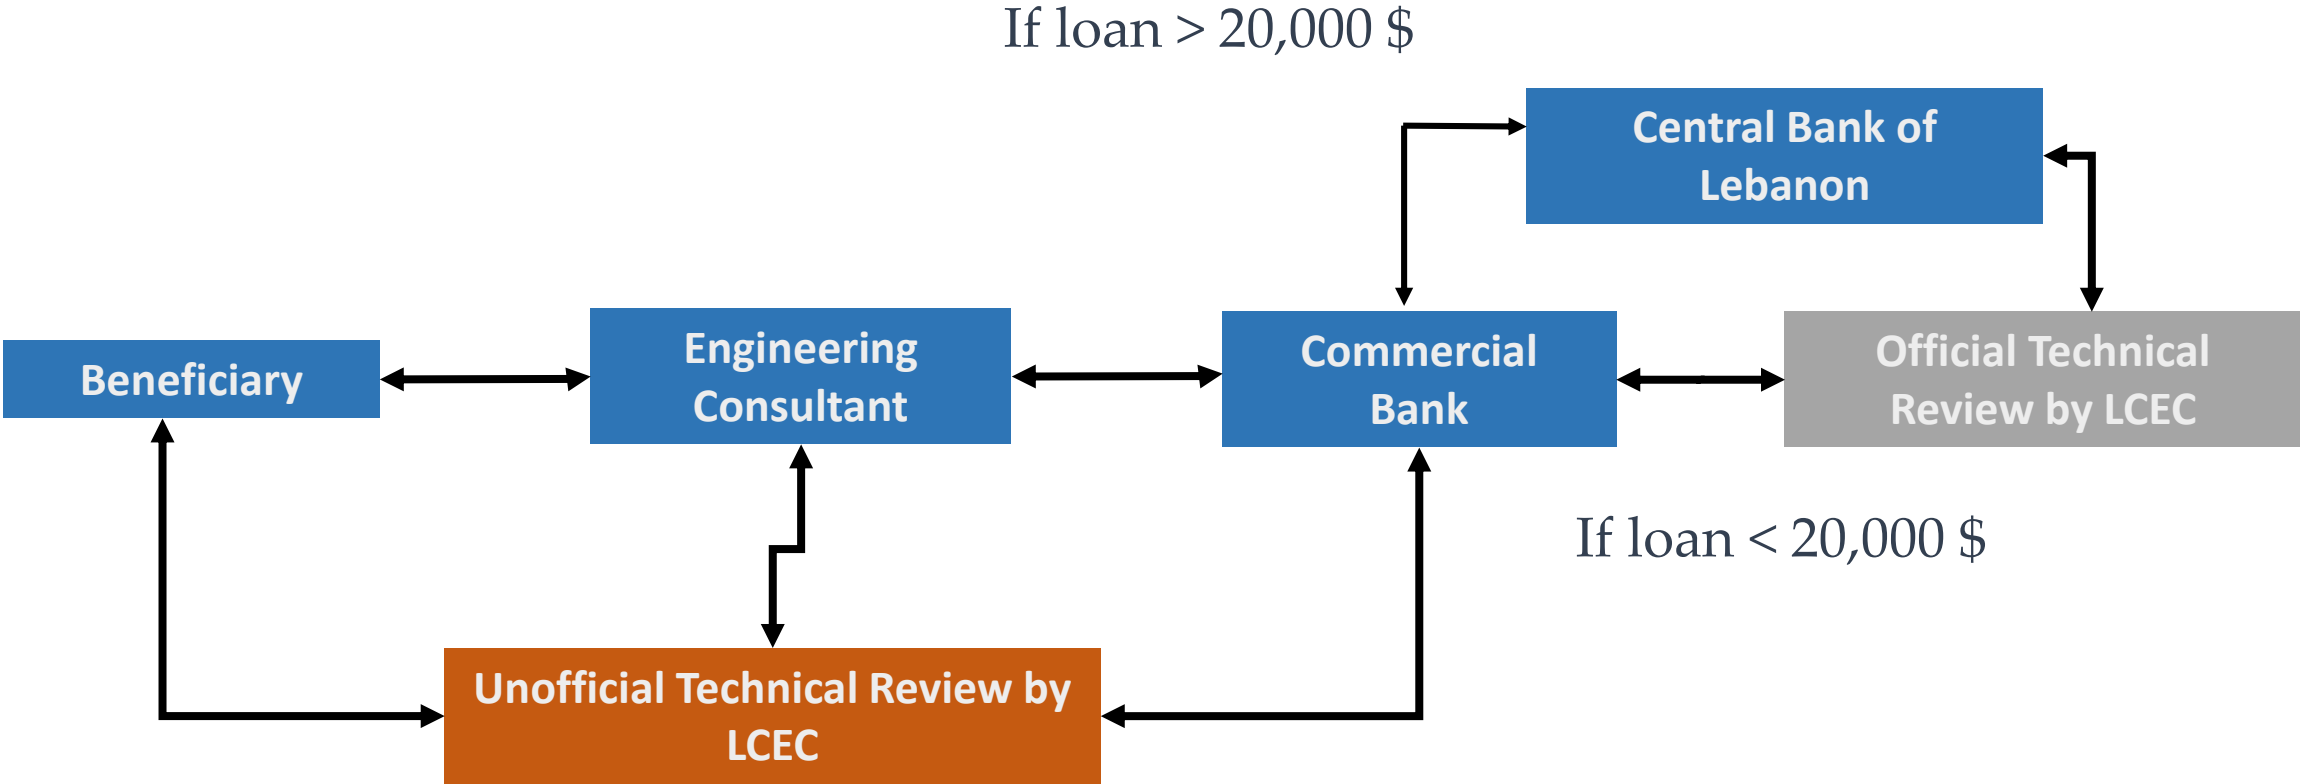 If loan > 20,000 $
Central Bank of
Lebanon
Beneficiary
Engineering
Consultant
Commercial
Bank
Official Technical
Review by LCEC
If loan < 20,000 $
Unofficial Technical Review by
LCEC